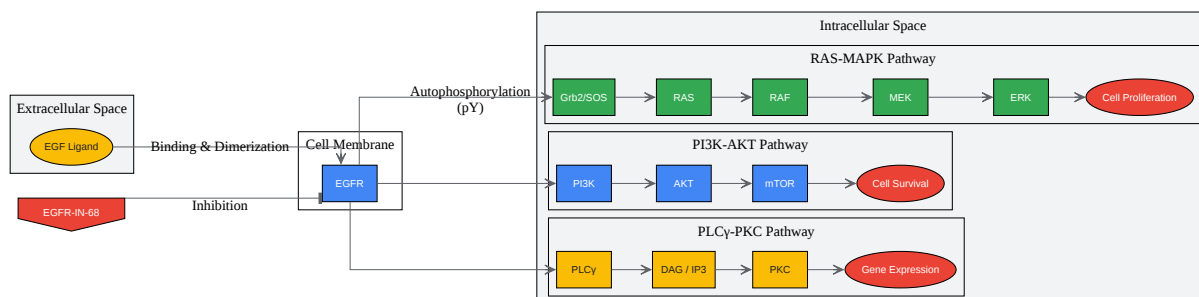 Intracellular Space
RAS-MAPK Pathway
Extracellular Space
EGF Ligand
Binding & Dimerization
EGFR-IN-68
Inhibition
Cell Membrane
EGFR
Autophosphorylation
(pY)
Grb2/SOS
RAS
RAF
MEK
ERK
Cell Proliferation
PI3K-AKT Pathway
PI3K
AKT
mTOR
Cell Survival
PLCγ-PKC Pathway
PLCγ
DAG / IP3
PKC
Gene Expression